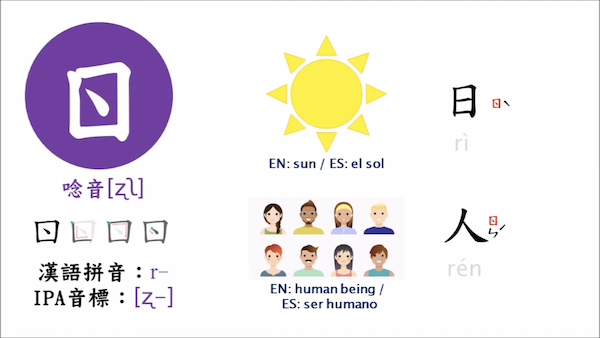 ㄖ
唸音[ʐʅ]
ㄖ ㄖ ㄖ ㄖ
漢語拼音：r–
IPA音標：[ʐ–]
EN: sun / ES: el sol
日 ㄖˋ
rì
EN: human being /
ES: ser humano
人 ㄖㄣˊ
rén